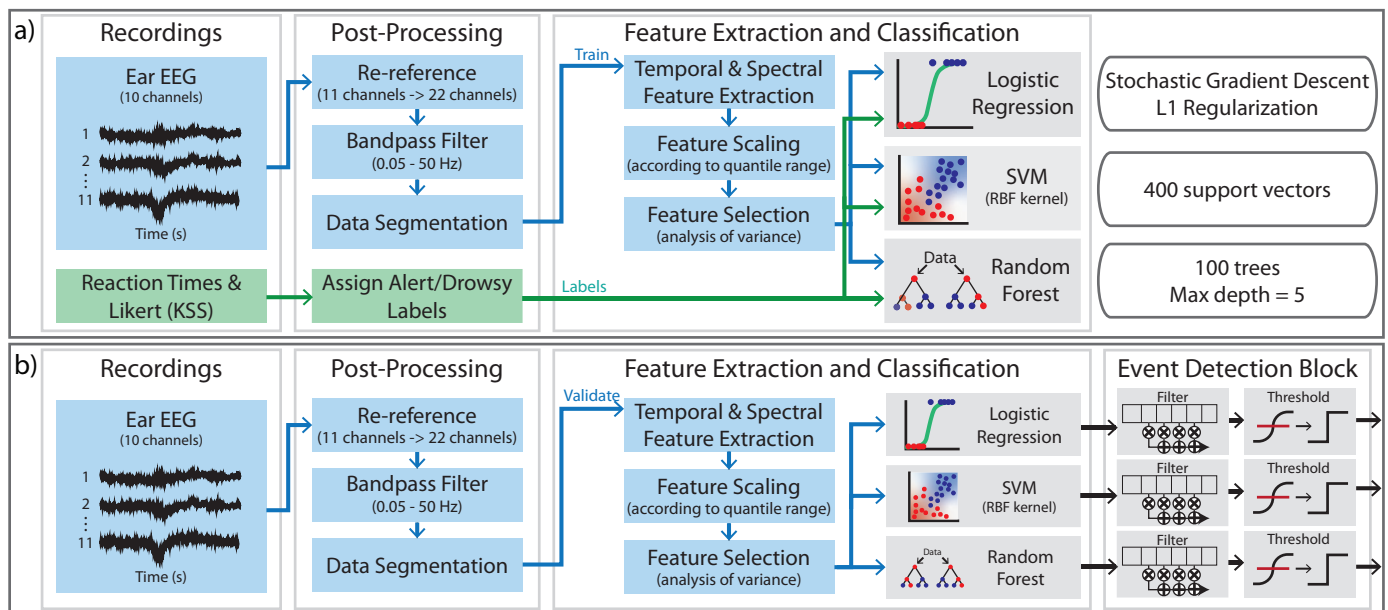 a)
Recordings
Ear EEG
(10 channels)
1
2
⋮
11
Time (s)
Reaction Times &
Likert (KSS)
Post-Processing
Re-reference
(11 channels -> 22 channels)
Bandpass Filter
(0.05 - 50 Hz)
Data Segmentation
Assign Alert/Drowsy
Labels
Feature Extraction and Classification
Train
Temporal & Spectral
Feature Extraction
Feature Scaling
(according to quantile range)
Feature Selection
(analysis of variance)
Labels
Logistic
Regression
SVM
(RBF kernel)
Data
Random
Forest
Stochastic Gradient Descent
L1 Regularization
400 support vectors
100 trees
Max depth = 5
b)
Recordings
Ear EEG
(10 channels)
1
2
⋮
11
Time (s)
Post-Processing
Re-reference
(11 channels -> 22 channels)
Bandpass Filter
(0.05 - 50 Hz)
Data Segmentation
Feature Extraction and Classification
Validate
Temporal & Spectral
Feature Extraction
Feature Scaling
(according to quantile range)
Feature Selection
(analysis of variance)
Logistic
Regression
SVM
(RBF kernel)
Data
Random
Forest
Event Detection Block
Filter
Threshold
Filter
Threshold
Filter
Threshold